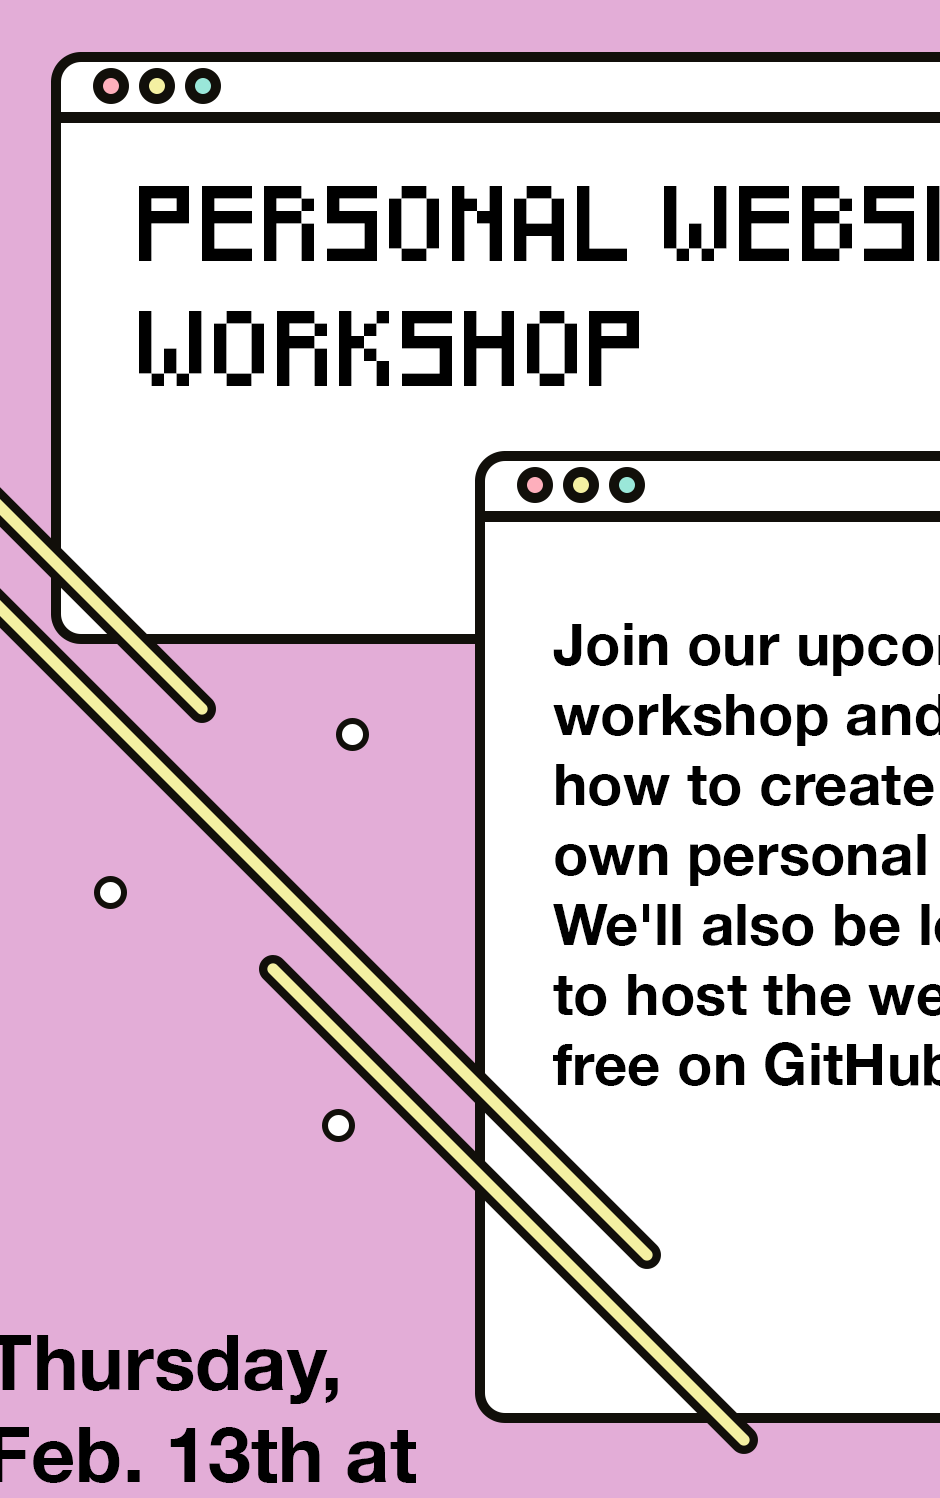 PERSONAL WEBSI
WORKSHOP
Join our upco
workshop and
how to create
own personal
We'll also be l
to host the we
free on GitHub
Thursday,
Feb. 13th at